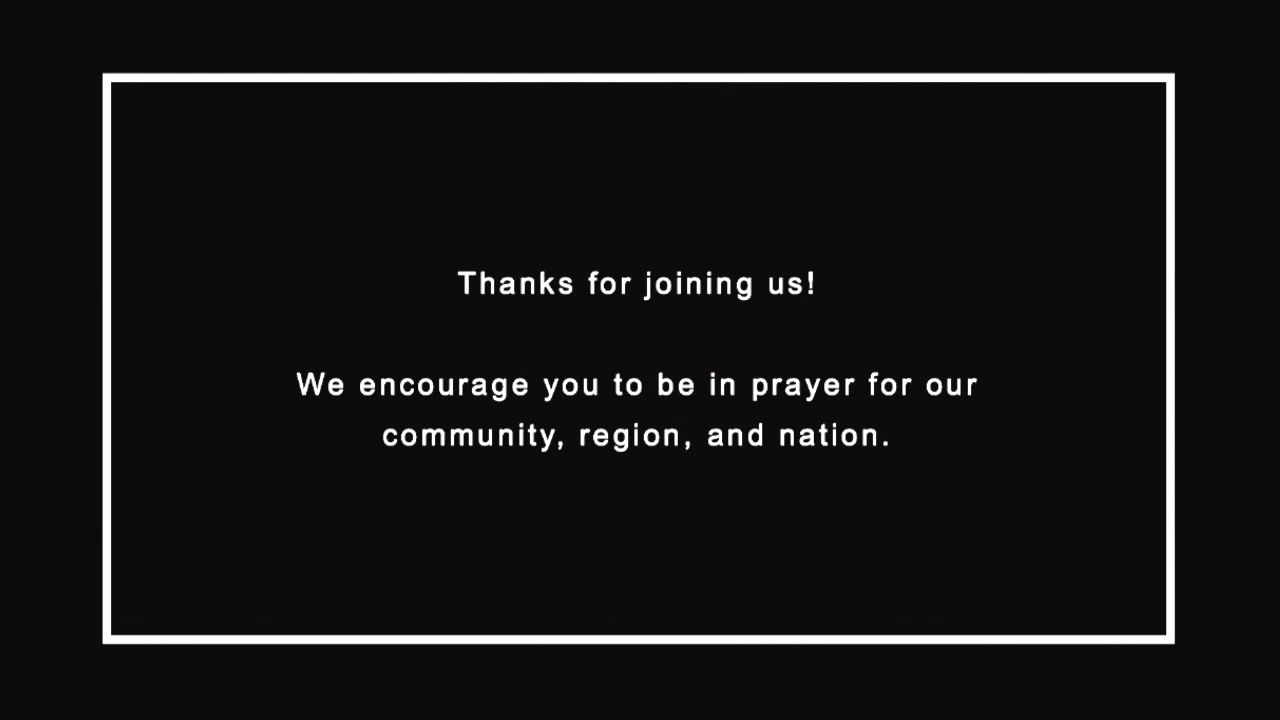 Thanks for joining us!
We encourage you to be in prayer for our
community, region, and nation.